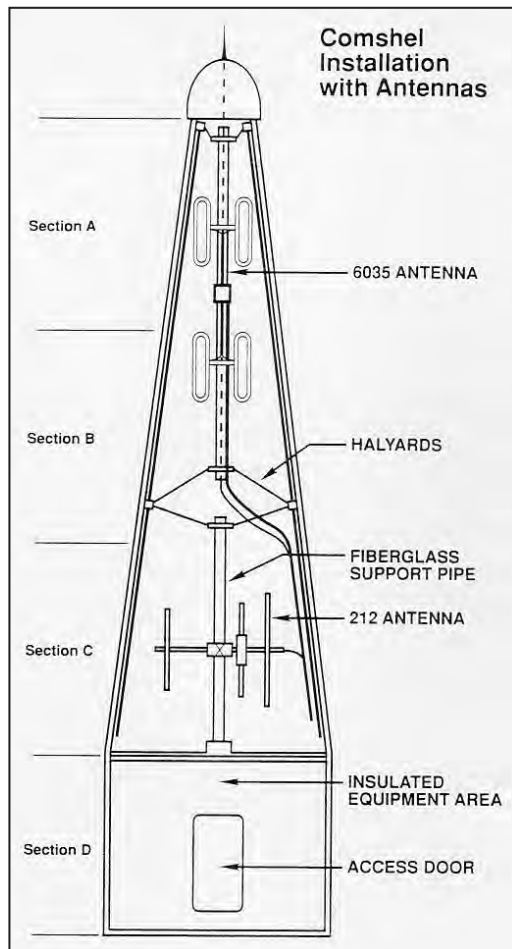 Comshel
Installation
with Antennas
Section A
6035 ANTENNA
Section B
HALYARDS
FIBERGLASS
SUPPORT PIPE
212 ANTENNA
Section C
INSULATED
EQUIPMENT AREA
Section D
ACCESS DOOR